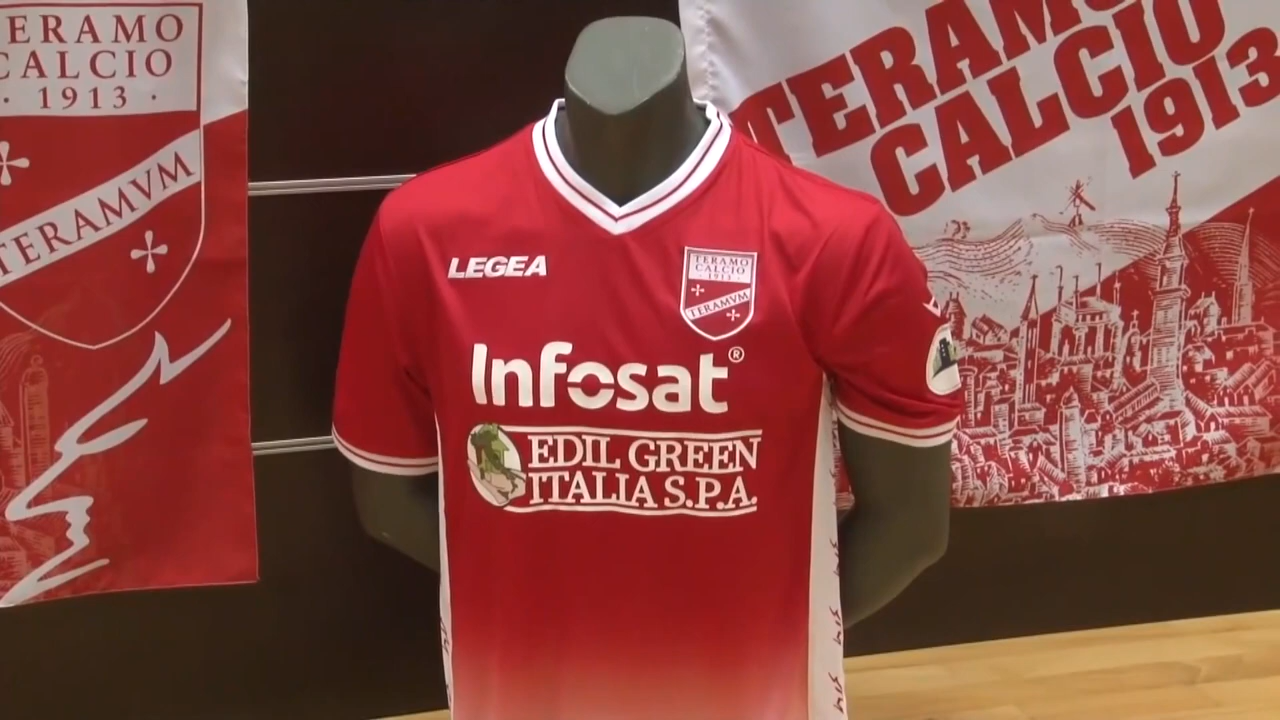 TERAMO
CALCIO
· 1913 ·
TERAMVM
TERAMO
CALCIO
1913
LEGEA
TERAMO
CALCIO
1913
TERAMVM
Infosat®
EDIL GREEN
ITALIA S.P.A.